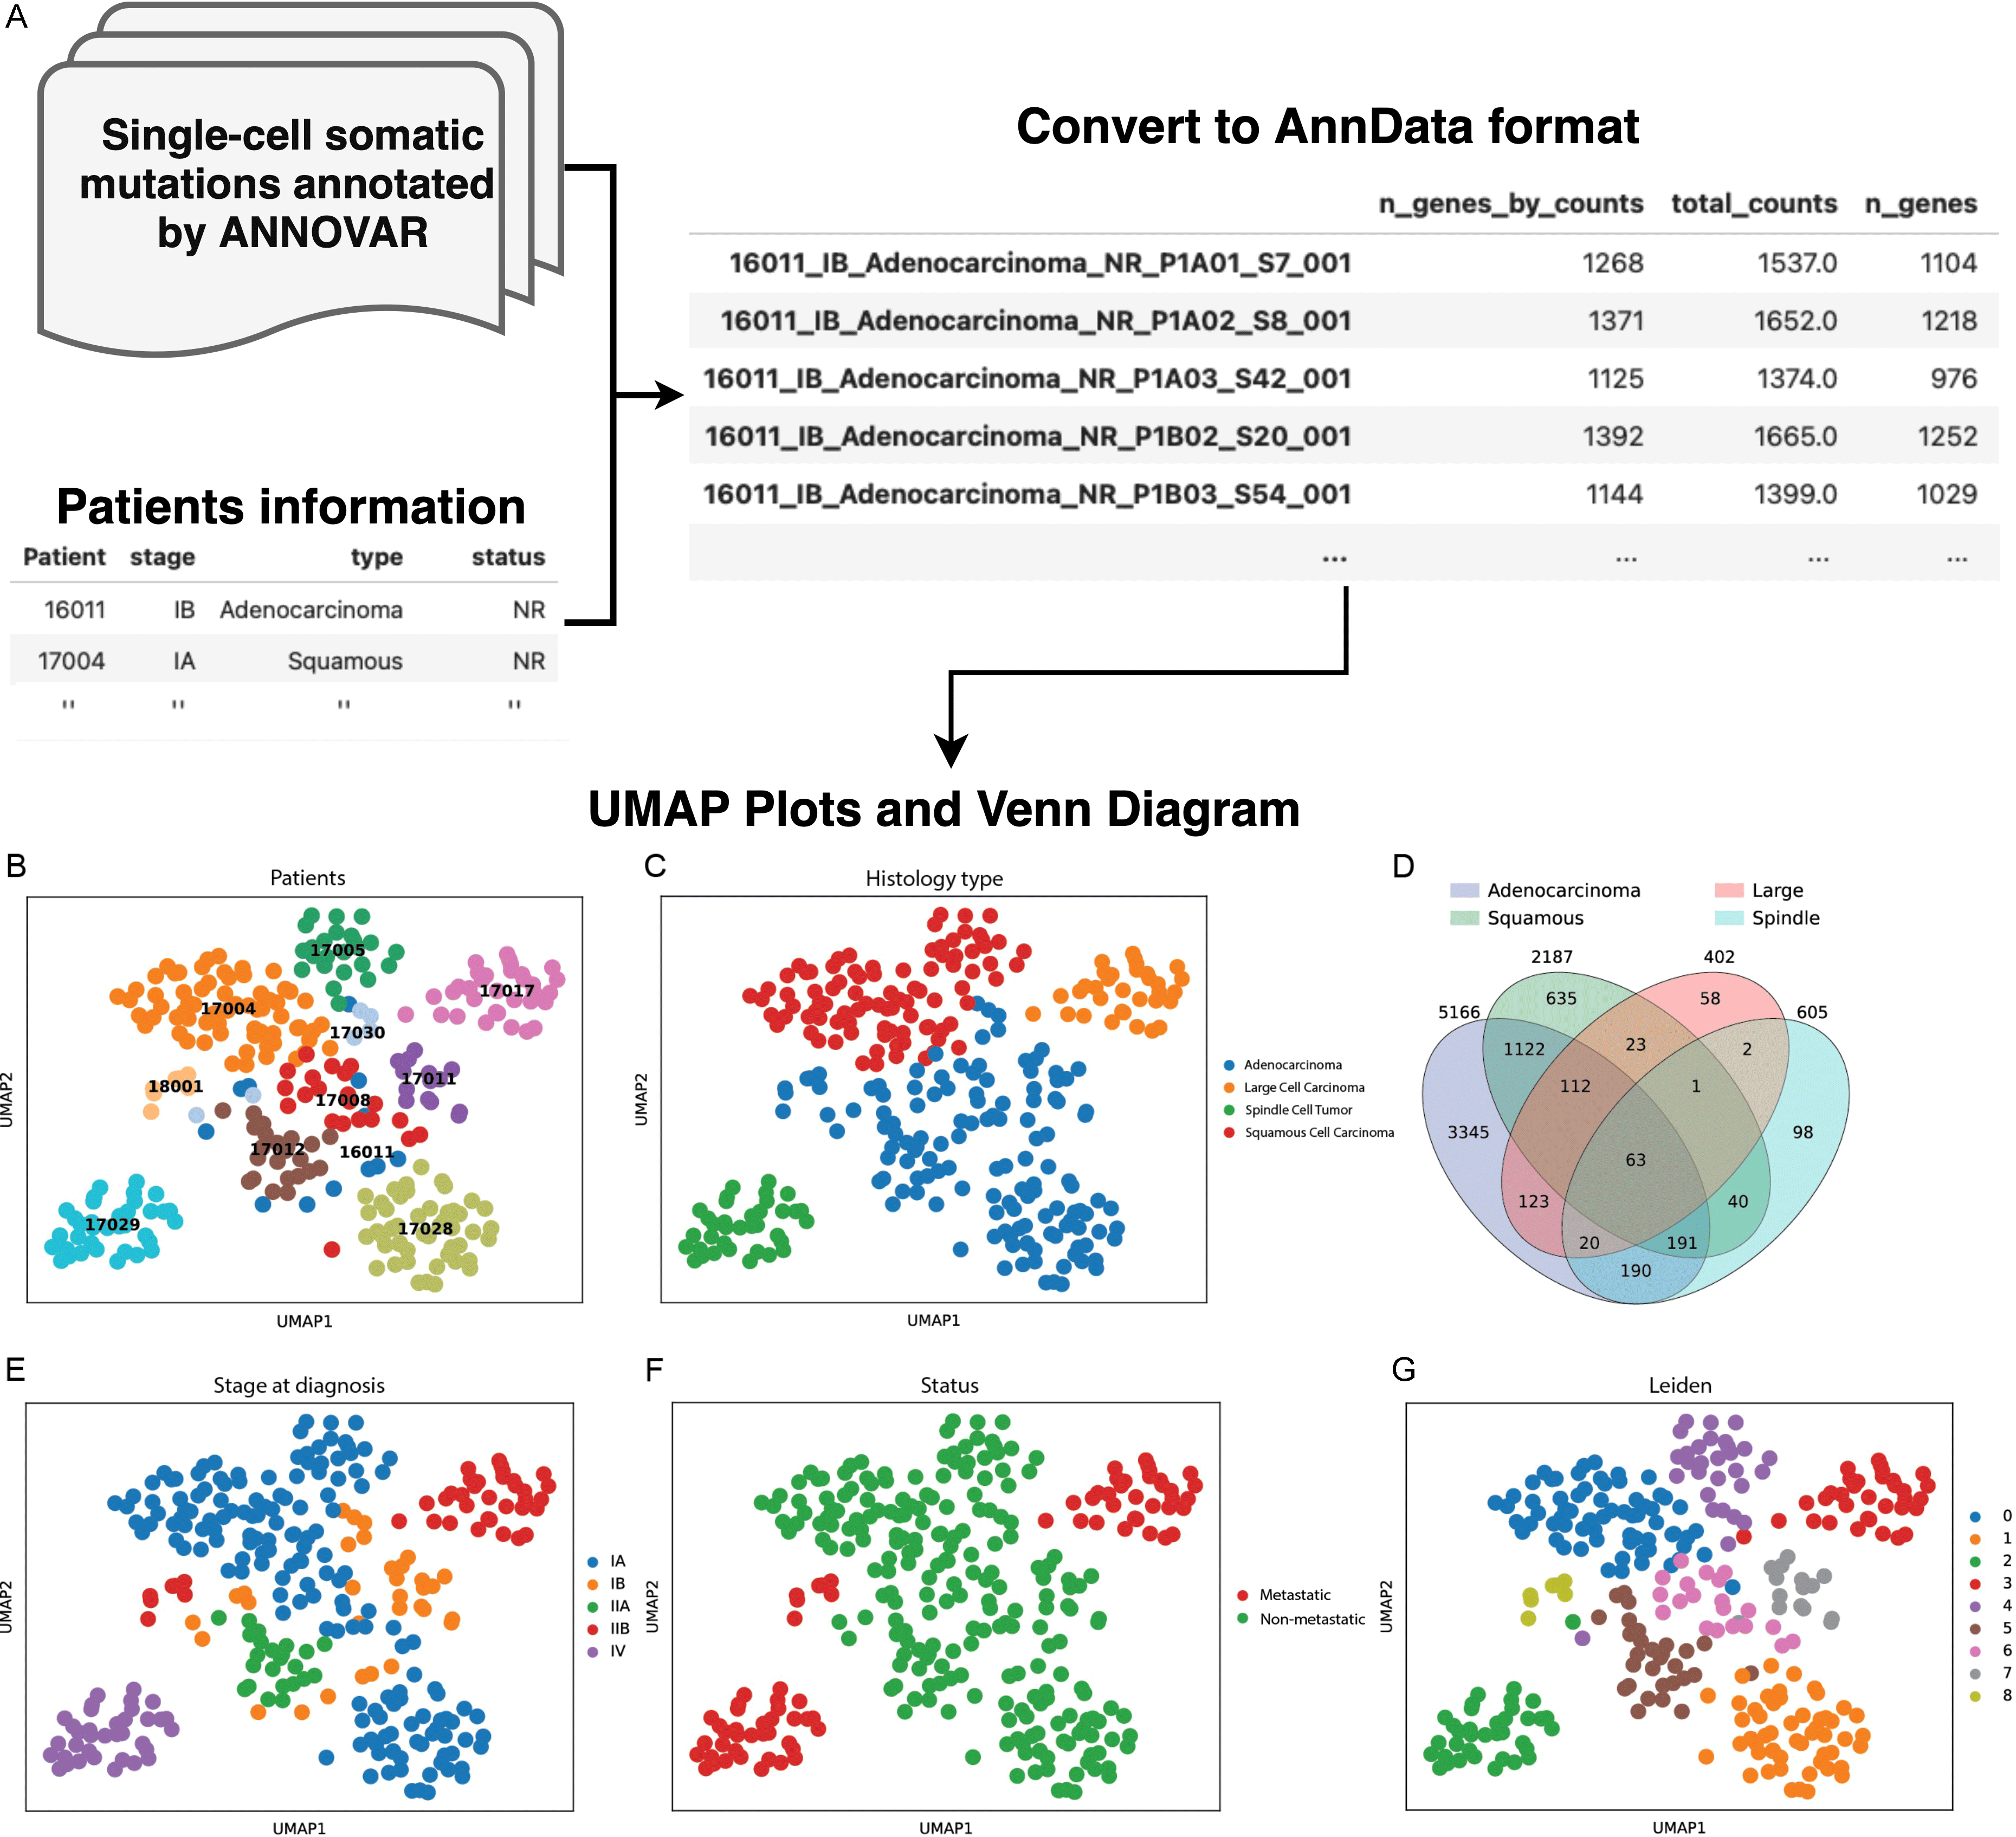 A
Single-cell somatic
mutations annotated
by ANNOVAR
Convert to AnnData format
n_genes_by_counts total_counts n_genes
16011_IB_Adenocarcinoma_NR_P1A01_S7_001 1268 1537.0 1104
16011_IB_Adenocarcinoma_NR_P1A02_S8_001 1371 1652.0 1218
16011_IB_Adenocarcinoma_NR_P1A03_S42_001 1125 1374.0 976
16011_IB_Adenocarcinoma_NR_P1B02_S20_001 1392 1665.0 1252
16011_IB_Adenocarcinoma_NR_P1B03_S54_001 1144 1399.0 1029
... ... ... ...
Patients information
Patient stage type status
16011 IB Adenocarcinoma NR
17004 IA Squamous NR
" " " "
UMAP Plots and Venn Diagram
B
Patients
17005
17017
17004
17030
18001
17011
17008
17012
16011
17029
17028
UMAP2
UMAP1
C
Histology type
UMAP2
UMAP1
Adenocarcinoma
Large Cell Carcinoma
Spindle Cell Tumor
Squamous Cell Carcinoma
D
Adenocarcinoma Large
Squamous Spindle
2187 402
5166 635 58 605
1122 23 2
112 1
3345 63 98
123 40
20 191
190
E
Stage at diagnosis
UMAP2
UMAP1
IA
IB
IIA
IIB
IV
F
Status
UMAP2
UMAP1
Metastatic
Non-metastatic
G
Leiden
UMAP2
UMAP1
0
1
2
3
4
5
6
7
8